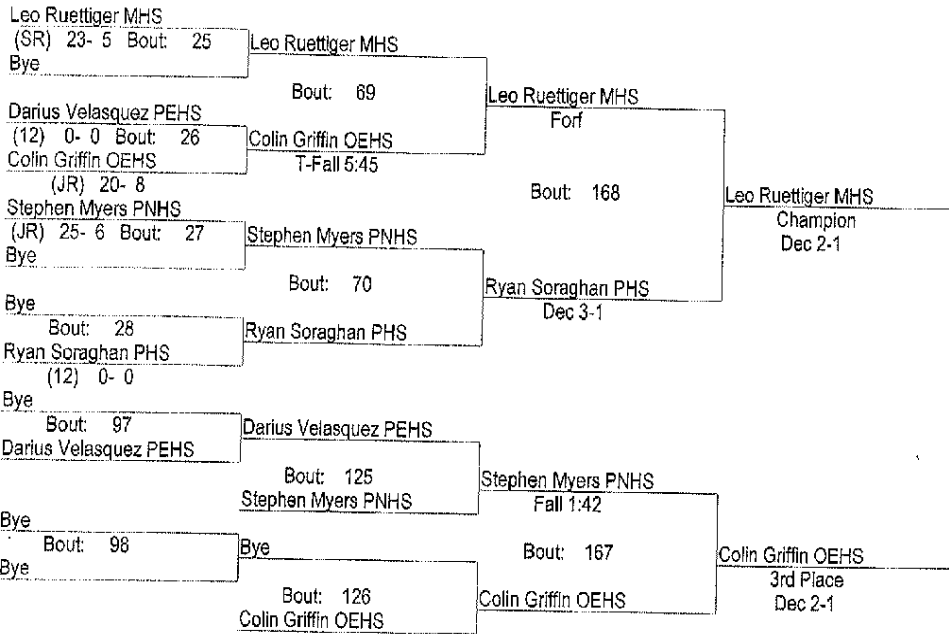 Leo Ruettiger MHS
(SR) 23- 5 Bout: 25
Bye
Leo Ruettiger MHS
Bout: 69
Darius Velasquez PEHS
(12) 0- 0 Bout: 26
Colin Griffin OEHS
(JR) 20- 8
Colin Griffin OEHS
T-Fall 5:45
Leo Ruettiger MHS
Forf
Stephen Myers PNHS
(JR) 25- 6 Bout: 27
Bye
Stephen Myers PNHS
Bout: 70
Bye
Bout: 28
Ryan Soraghan PHS
(12) 0- 0
Ryan Soraghan PHS
Ryan Soraghan PHS
Dec 3-1
Bout: 168
Leo Ruettiger MHS
Champion
Dec 2-1
Bye
Bout: 97
Darius Velasquez PEHS
Darius Velasquez PEHS
Bout: 125
Stephen Myers PNHS
Stephen Myers PNHS
Fall 1:42
Bye
Bout: 98
Bye
Bye
Bout: 126
Colin Griffin OEHS
Colin Griffin OEHS
Bout: 167
Colin Griffin OEHS
3rd Place
Dec 2-1